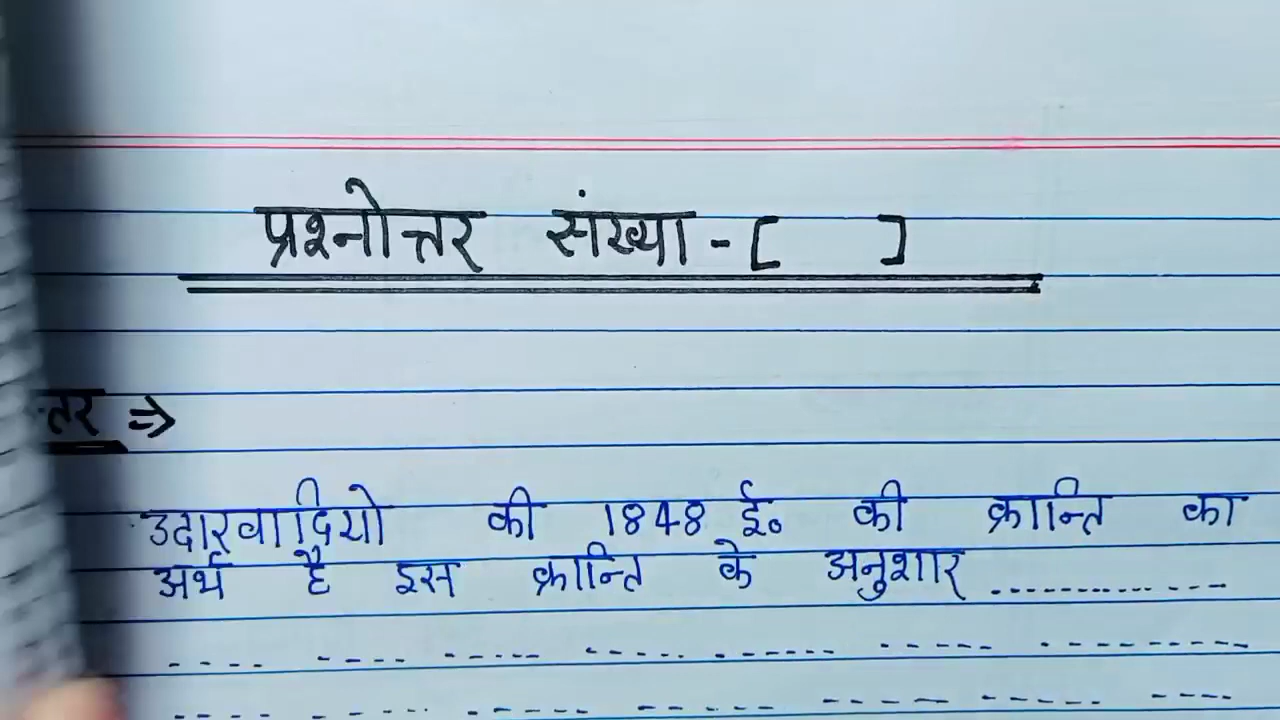 प्रश्नोत्तर संख्या - [ ]
त्तर ⇒
उदारवादियो की 1848 ई० की क्रान्ति का
अर्थ है इस क्रान्ति के अनुशार ..............
---- ---- ----- ----- ------ ----- ---------
---- ---- ----- ----- ----- ----- ----